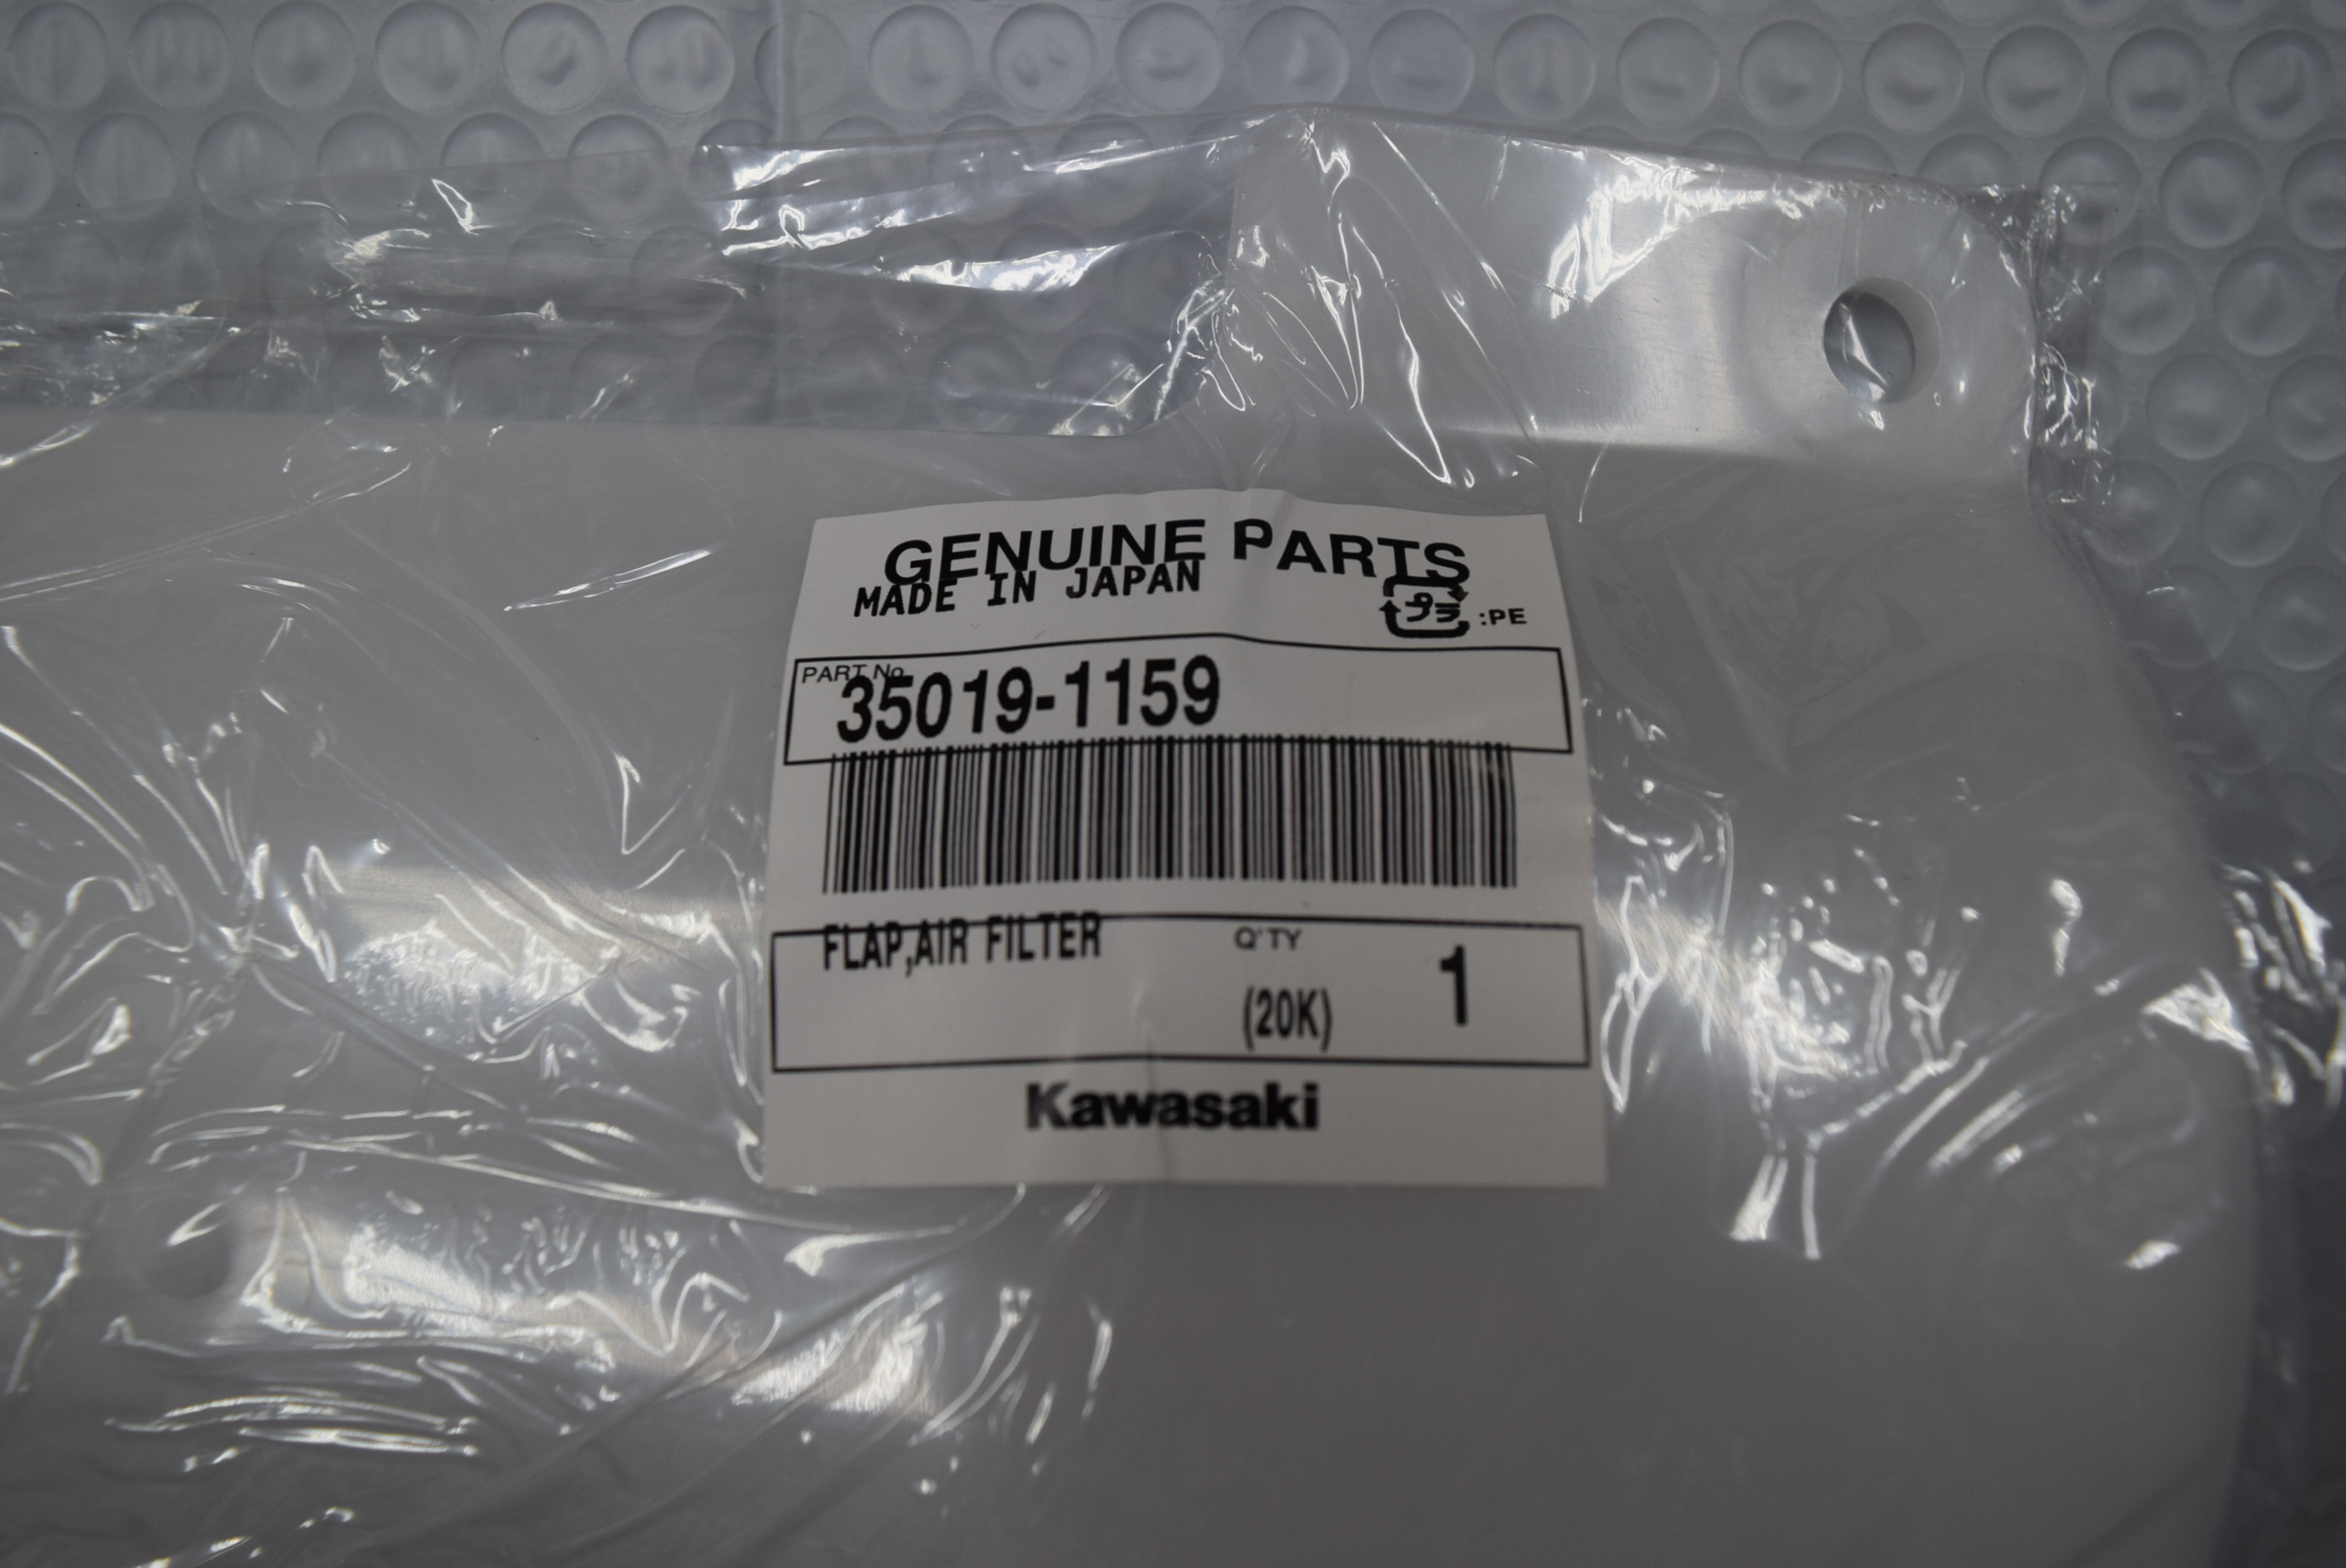 GENUINE PARTS
MADE IN JAPAN
プラ :PE
PART No.
35019-1159
FLAP,AIR FILTER
Q'TY
(20K) 1
Kawasaki